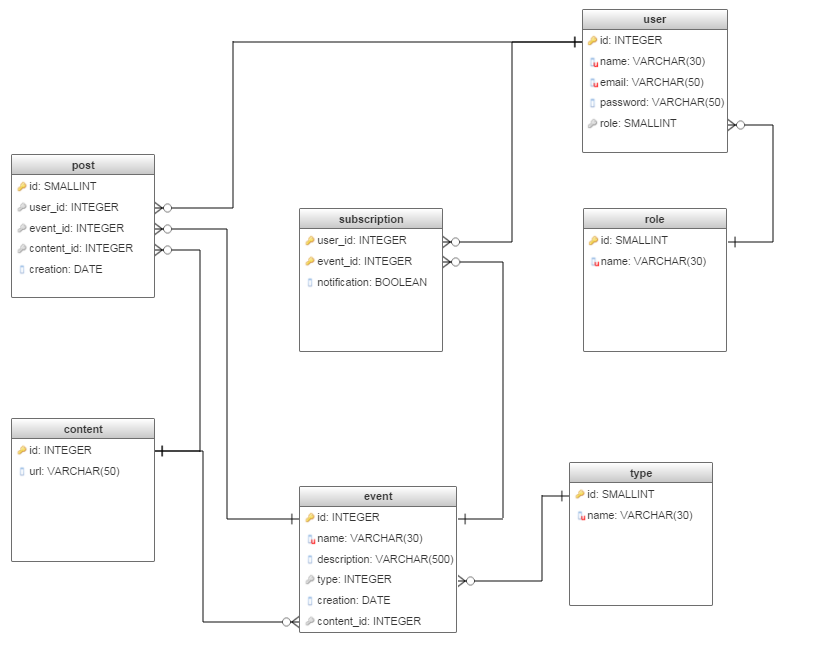 user
id: INTEGER
name: VARCHAR(30)
email: VARCHAR(50)
password: VARCHAR(50)
role: SMALLINT
post
id: SMALLINT
user_id: INTEGER
event_id: INTEGER
content_id: INTEGER
creation: DATE
subscription
user_id: INTEGER
event_id: INTEGER
notification: BOOLEAN
role
id: SMALLINT
name: VARCHAR(30)
content
id: INTEGER
url: VARCHAR(50)
event
id: INTEGER
name: VARCHAR(30)
description: VARCHAR(500)
type: INTEGER
creation: DATE
content_id: INTEGER
type
id: SMALLINT
name: VARCHAR(30)